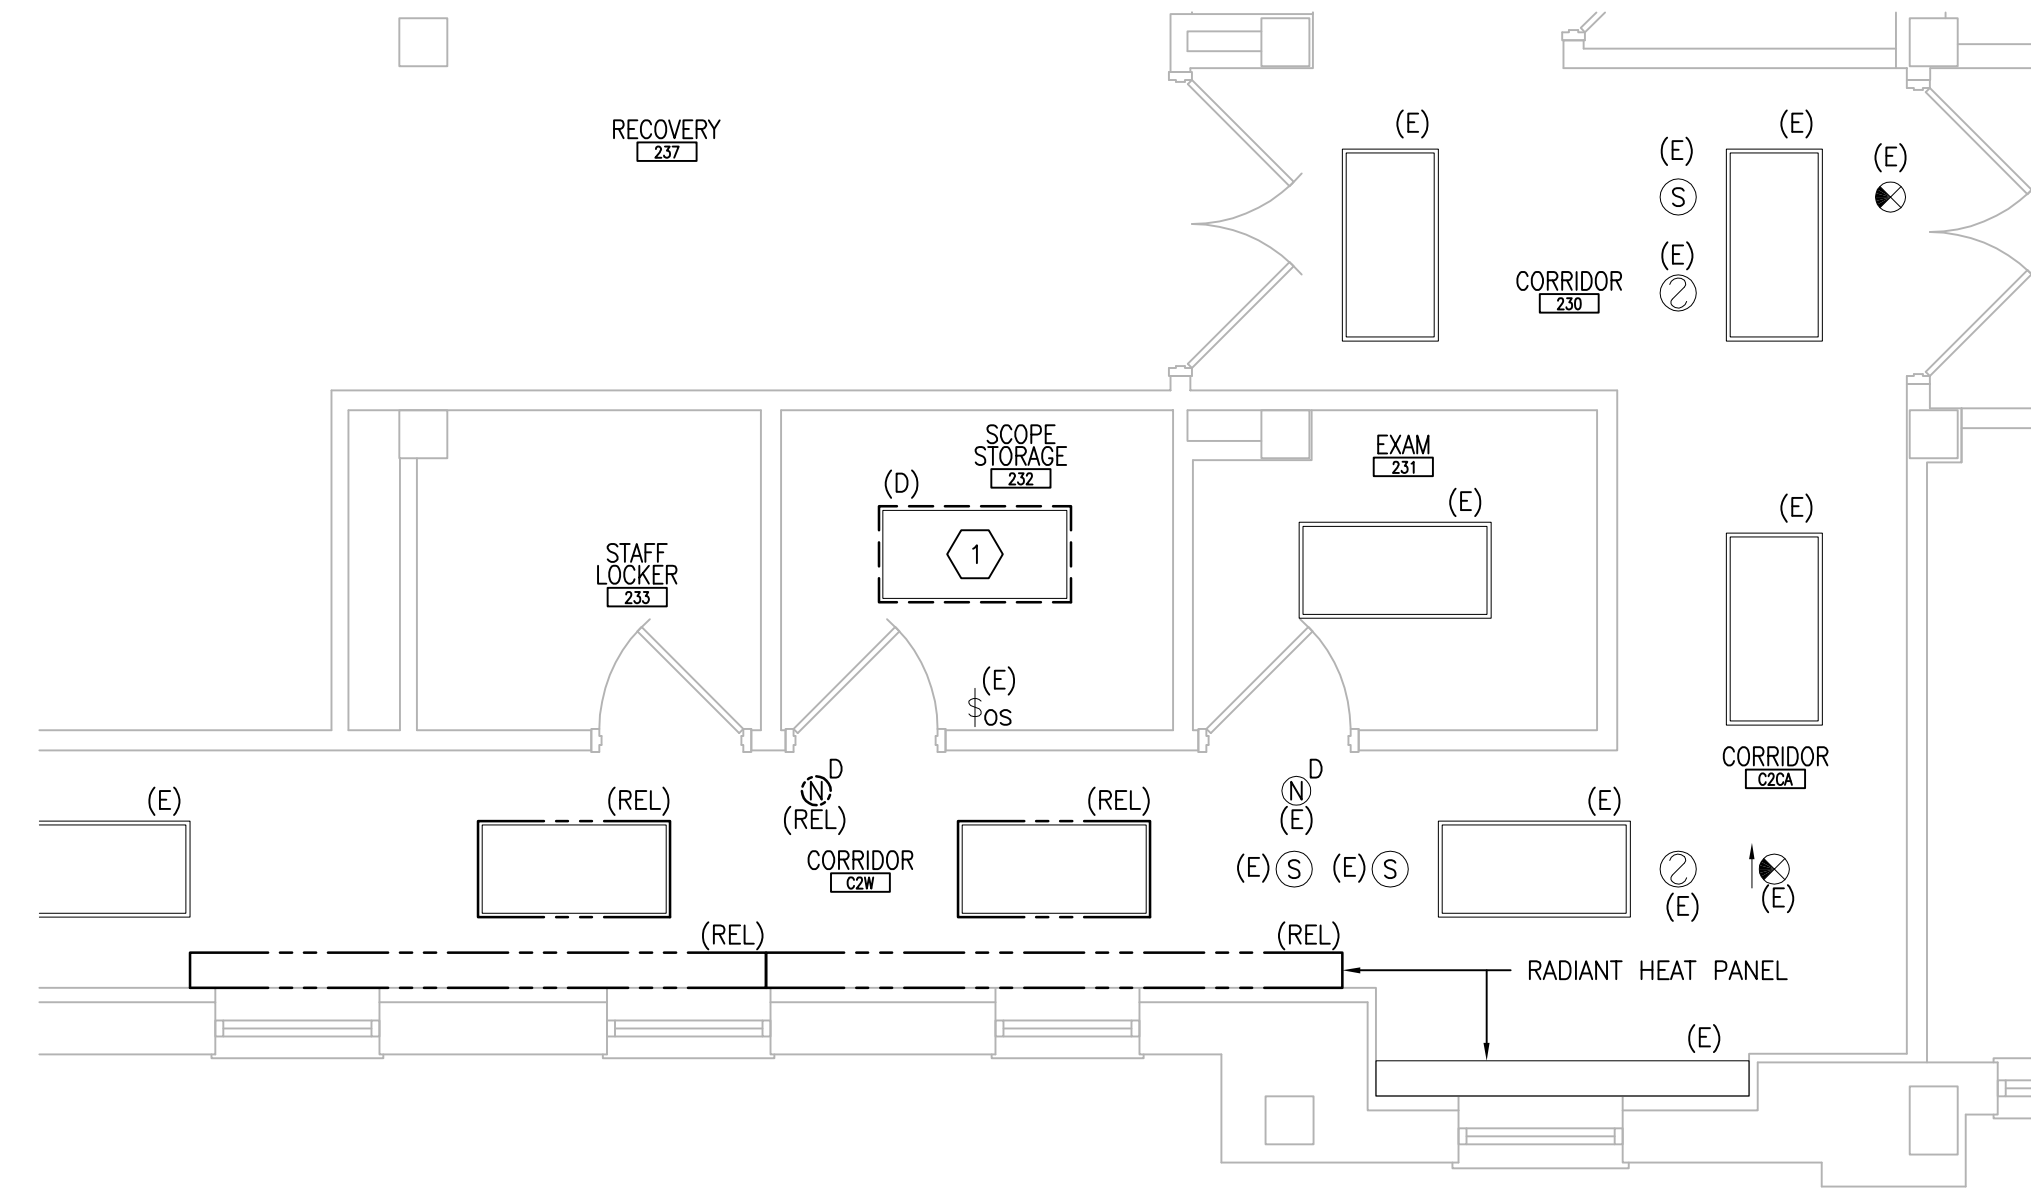 RECOVERY
237
(E)
(E)
(E)
S
(E)
(E)
CORRIDOR
230
SCOPE
STORAGE
232
(D)
1
EXAM
231
(E)
(E)
STAFF
LOCKER
233
(E)
$OS
CORRIDOR
C2CA
(E)
(REL)
N D
(REL)
(REL)
N D
(E)
(E)
CORRIDOR
C2W
(E) S
(E) S
(E)
(E)
(REL)
(REL)
RADIANT HEAT PANEL
(E)